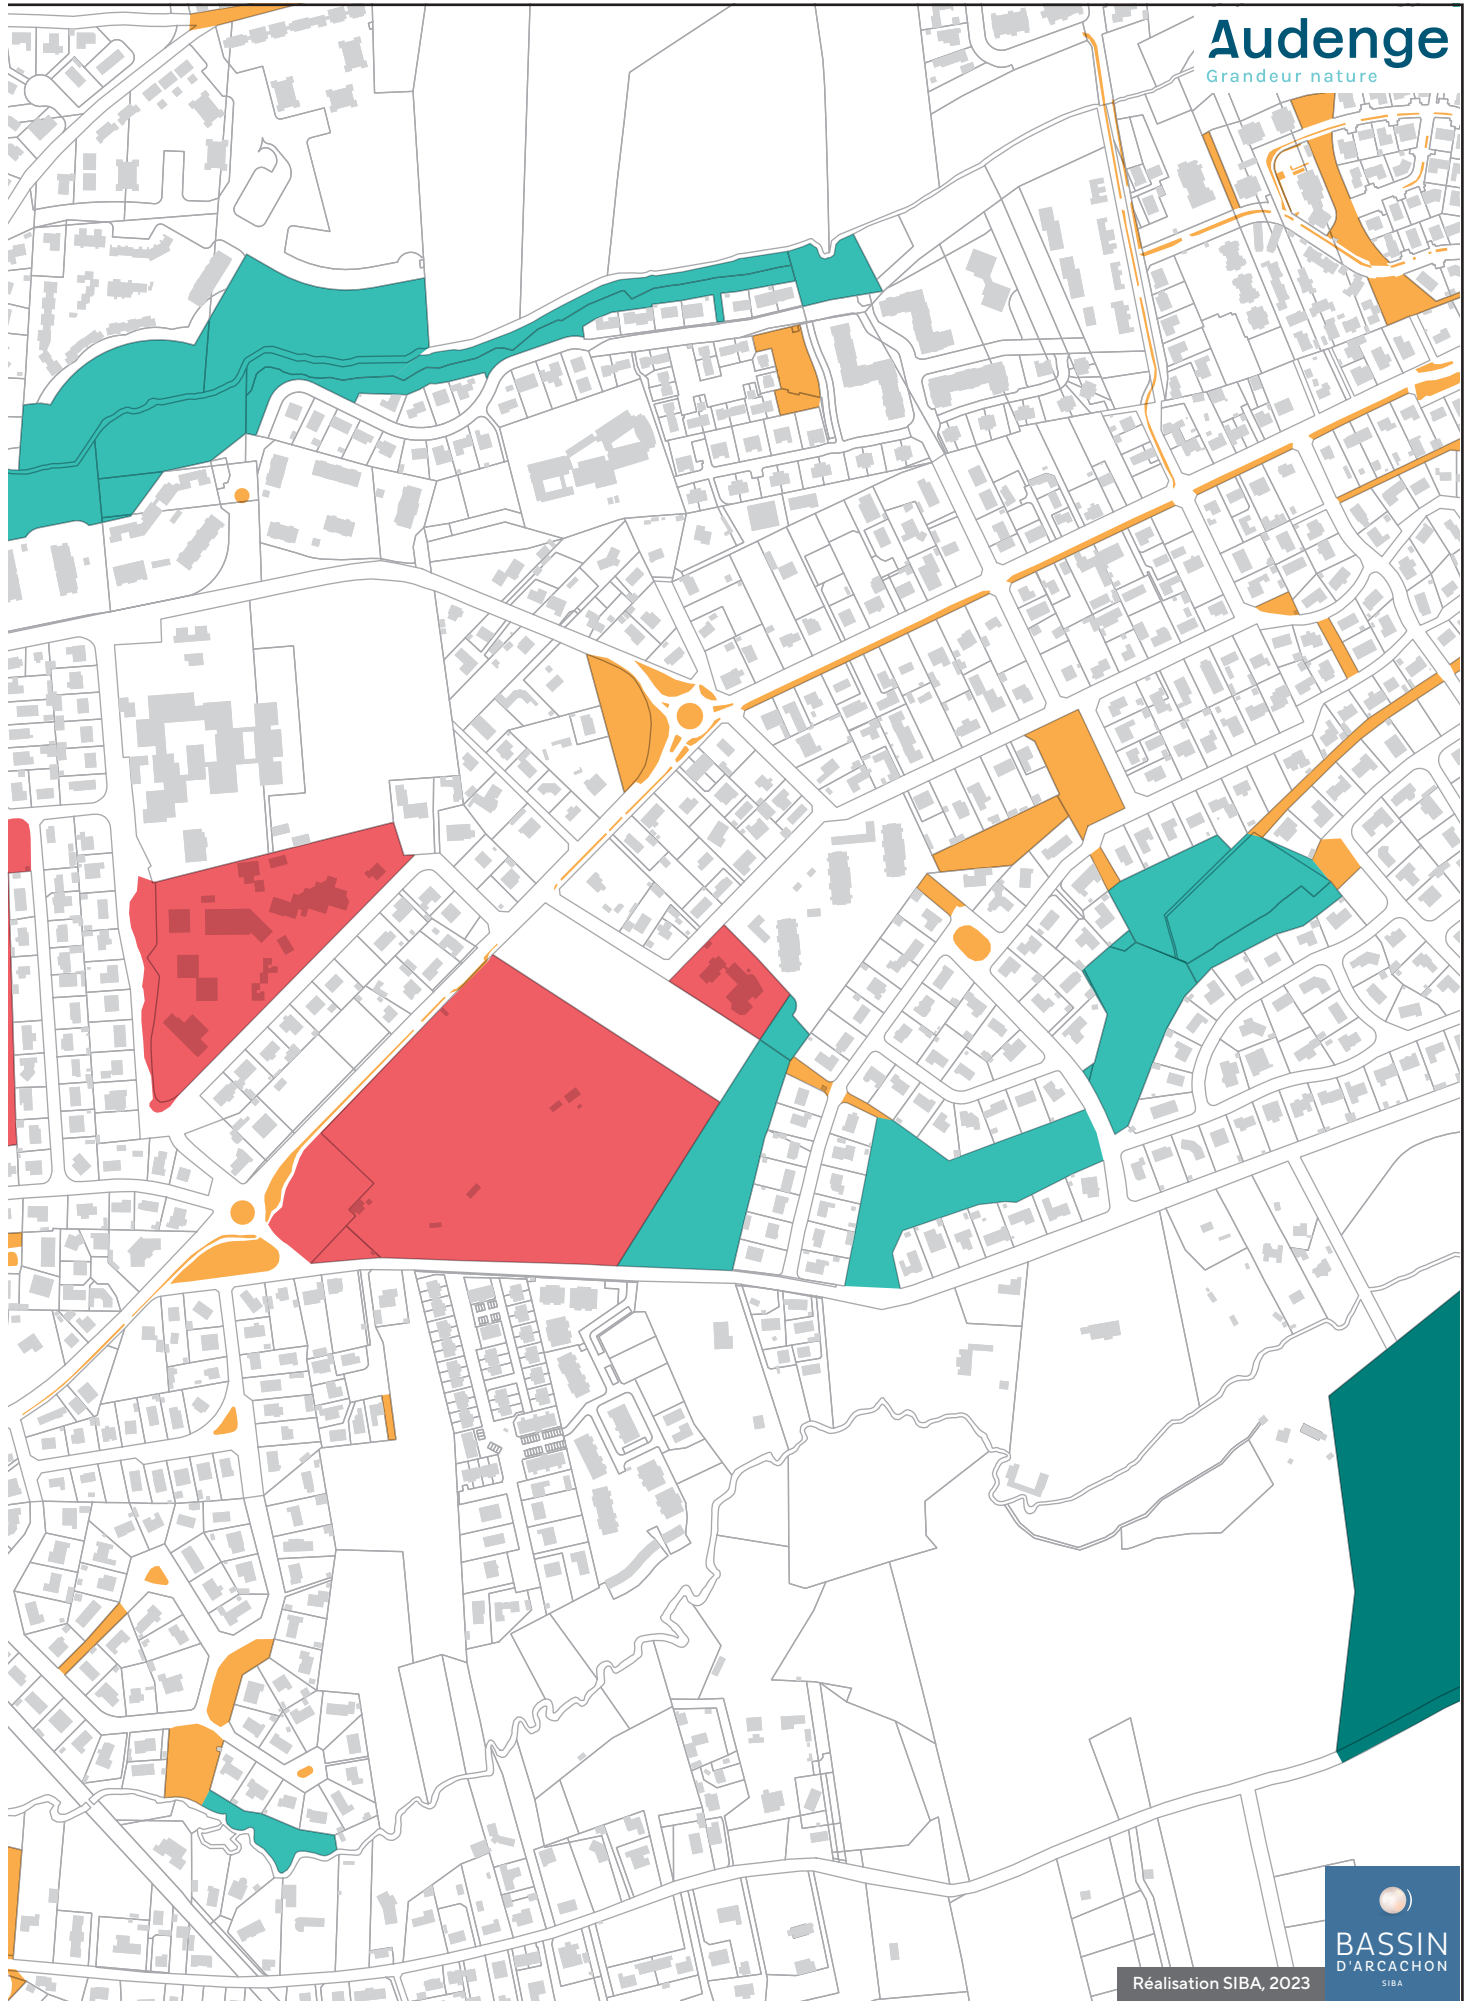 Audenge
Grandeur nature
BASSIN
D'ARCACHON
SIBA
Réalisation SIBA, 2023